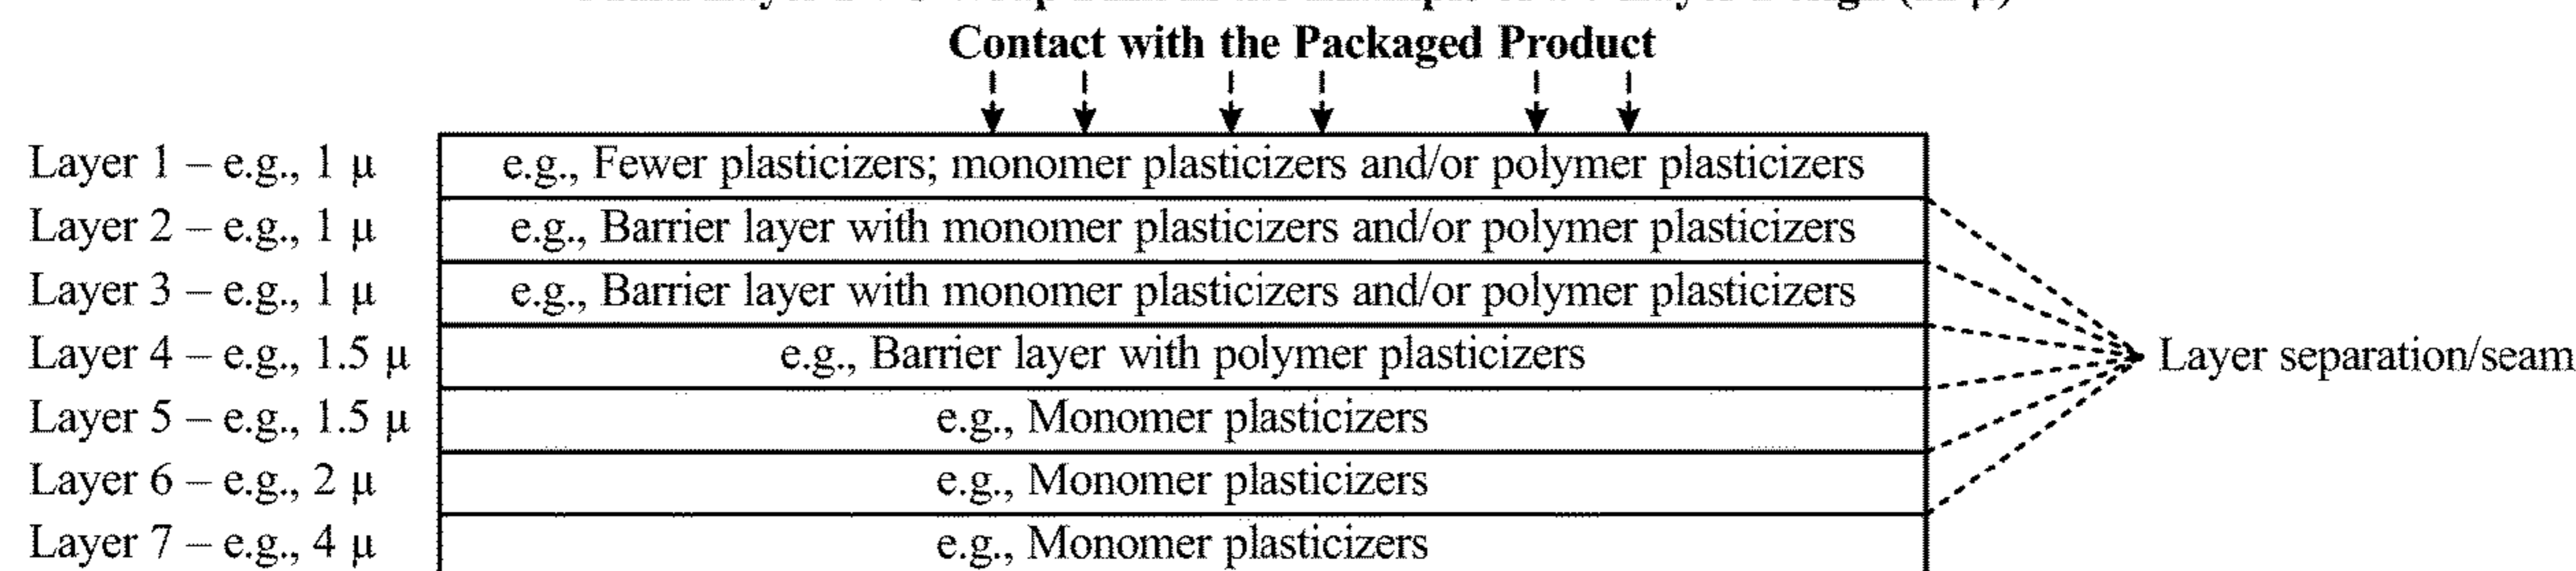 Contact with the Packaged Product
Layer 1 – e.g., 1 µ e.g., Fewer plasticizers; monomer plasticizers and/or polymer plasticizers
Layer 2 – e.g., 1 µ e.g., Barrier layer with monomer plasticizers and/or polymer plasticizers
Layer 3 – e.g., 1 µ e.g., Barrier layer with monomer plasticizers and/or polymer plasticizers
Layer 4 – e.g., 1.5 µ e.g., Barrier layer with polymer plasticizers Layer separation/seam
Layer 5 – e.g., 1.5 µ e.g., Monomer plasticizers
Layer 6 – e.g., 2 µ e.g., Monomer plasticizers
Layer 7 – e.g., 4 µ e.g., Monomer plasticizers